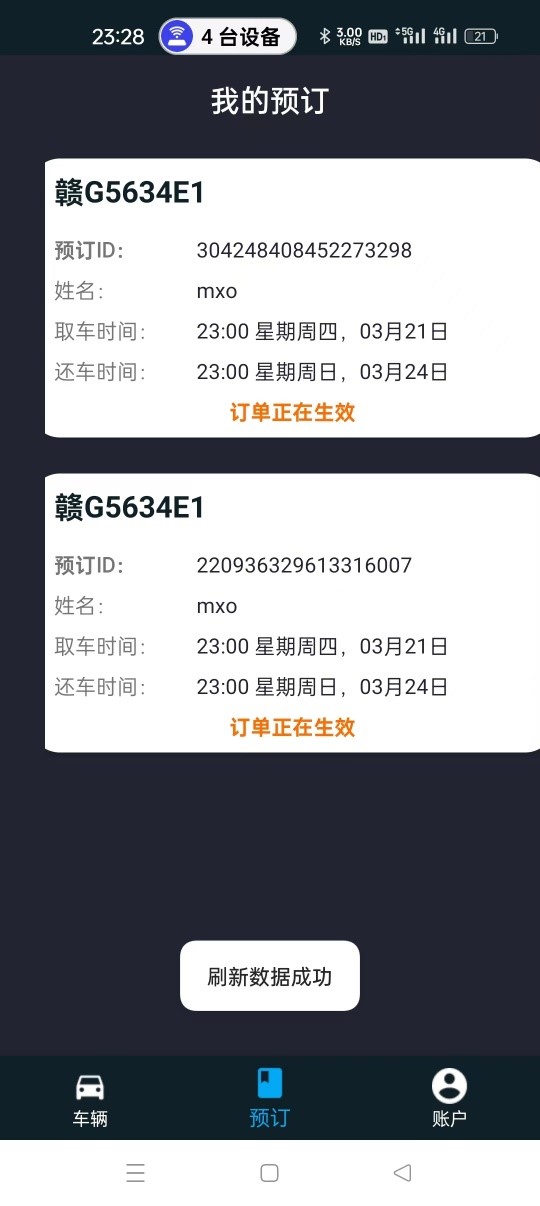 23:28
4 台设备
3.00 KB/S
HD1
5G
4G
21
我的预订
赣G5634E1
预订ID： 304248408452273298
姓名： mxo
取车时间： 23:00 星期周四，03月21日
还车时间： 23:00 星期周日，03月24日
订单正在生效
赣G5634E1
预订ID： 220936329613316007
姓名： mxo
取车时间： 23:00 星期周四，03月21日
还车时间： 23:00 星期周日，03月24日
订单正在生效
刷新数据成功
车辆
预订
账户